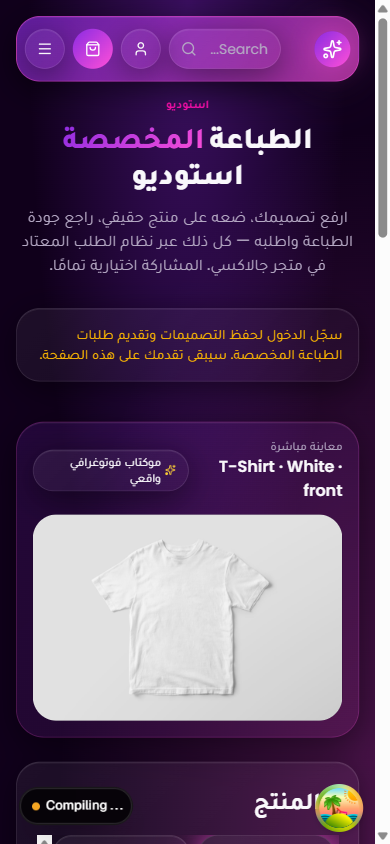 Search...
استوديو
الطباعة المخصصة
استوديو
ارفع تصميمك، ضعه على منتج حقيقي، راجع جودة
الطباعة واطلبه — كل ذلك عبر نظام الطلب المعتاد
في متجر جالاكسي. المشاركة اختيارية تمامًا.
سجّل الدخول لحفظ التصميمات وتقديم طلبات
الطباعة المخصصة. سيبقى تقدمك على هذه الصفحة.
معاينة مباشرة
T-Shirt · White ·
front
موكتاب فوتوغرافي
واقعي
المنتج
Compiling ...